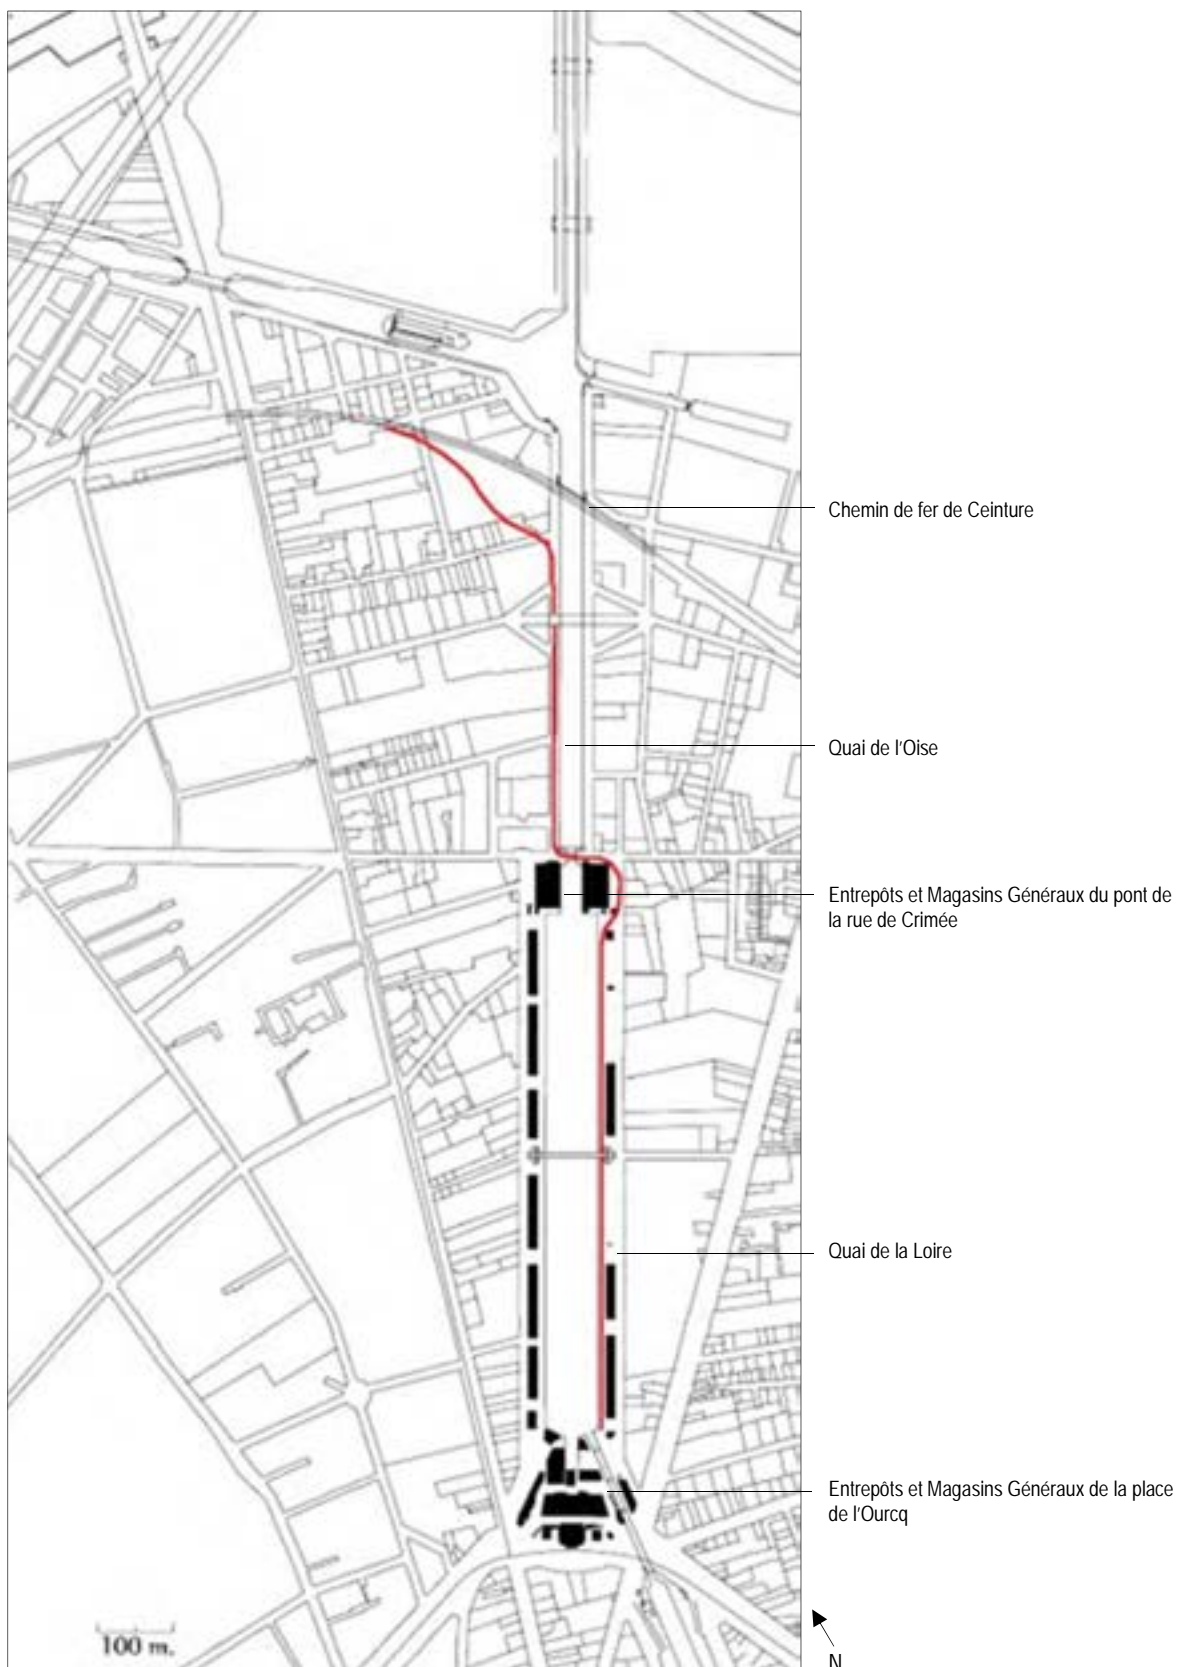 Chemin de fer de Ceinture
Quai de l'Oise
Entrepôts et Magasins Généraux du pont de
la rue de Crimée
Quai de la Loire
Entrepôts et Magasins Généraux de la place
de l'Ourcq
100 m.
N